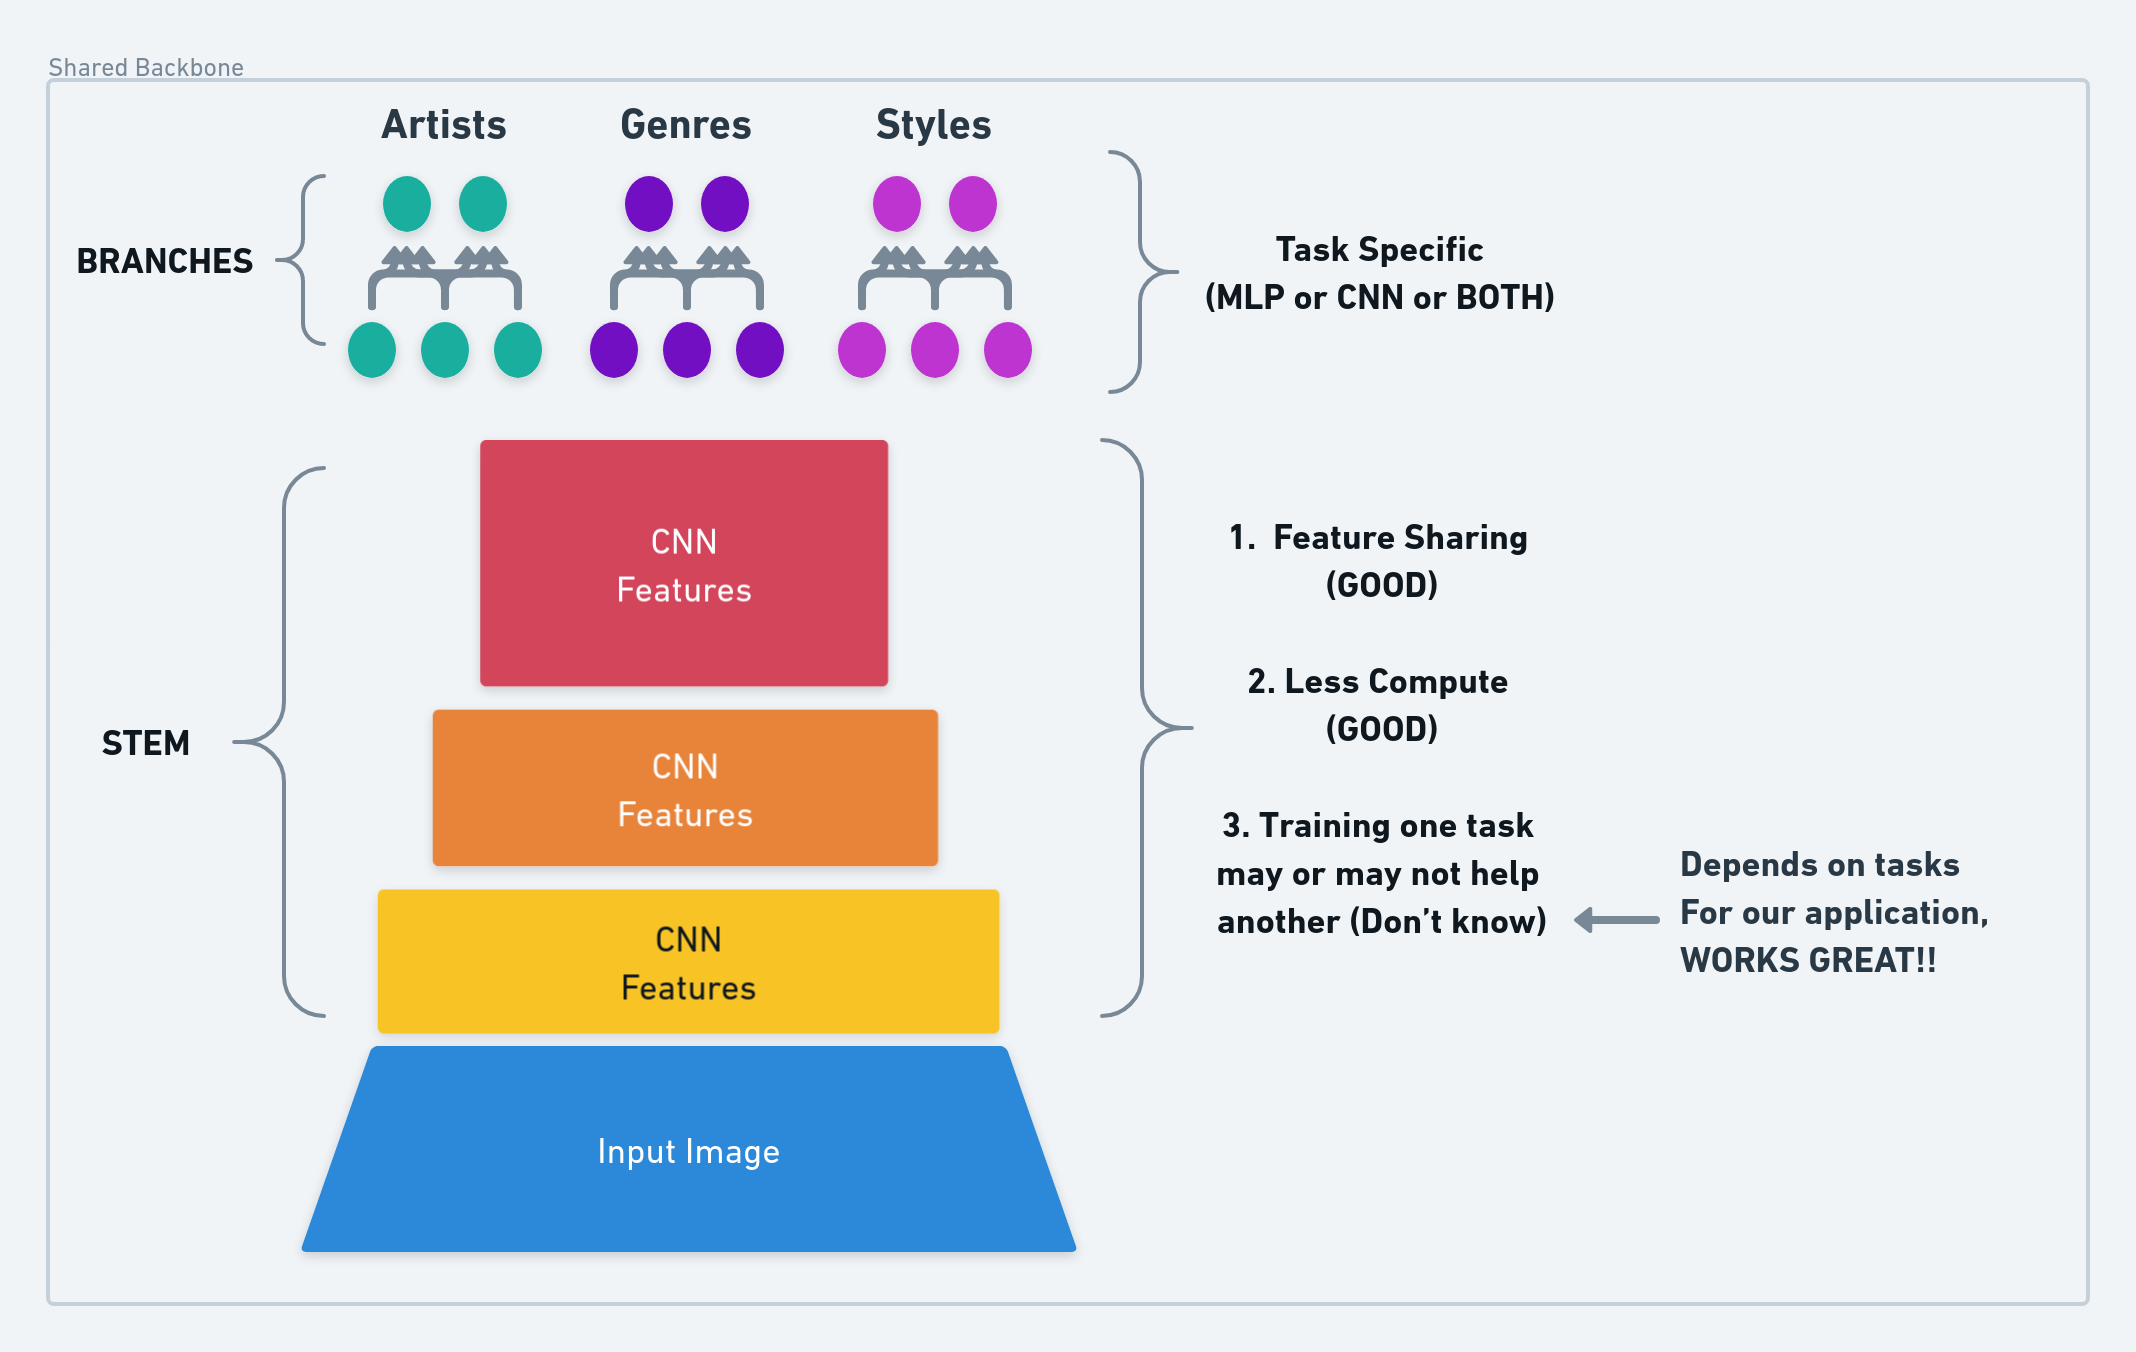 Shared Backbone
Artists
Genres
Styles
BRANCHES
Task Specific
(MLP or CNN or BOTH)
STEM
CNN
Features
CNN
Features
CNN
Features
Input Image
1. Feature Sharing
(GOOD)
2. Less Compute
(GOOD)
3. Training one task
may or may not help
another (Don’t know)
Depends on tasks
For our application,
WORKS GREAT!!